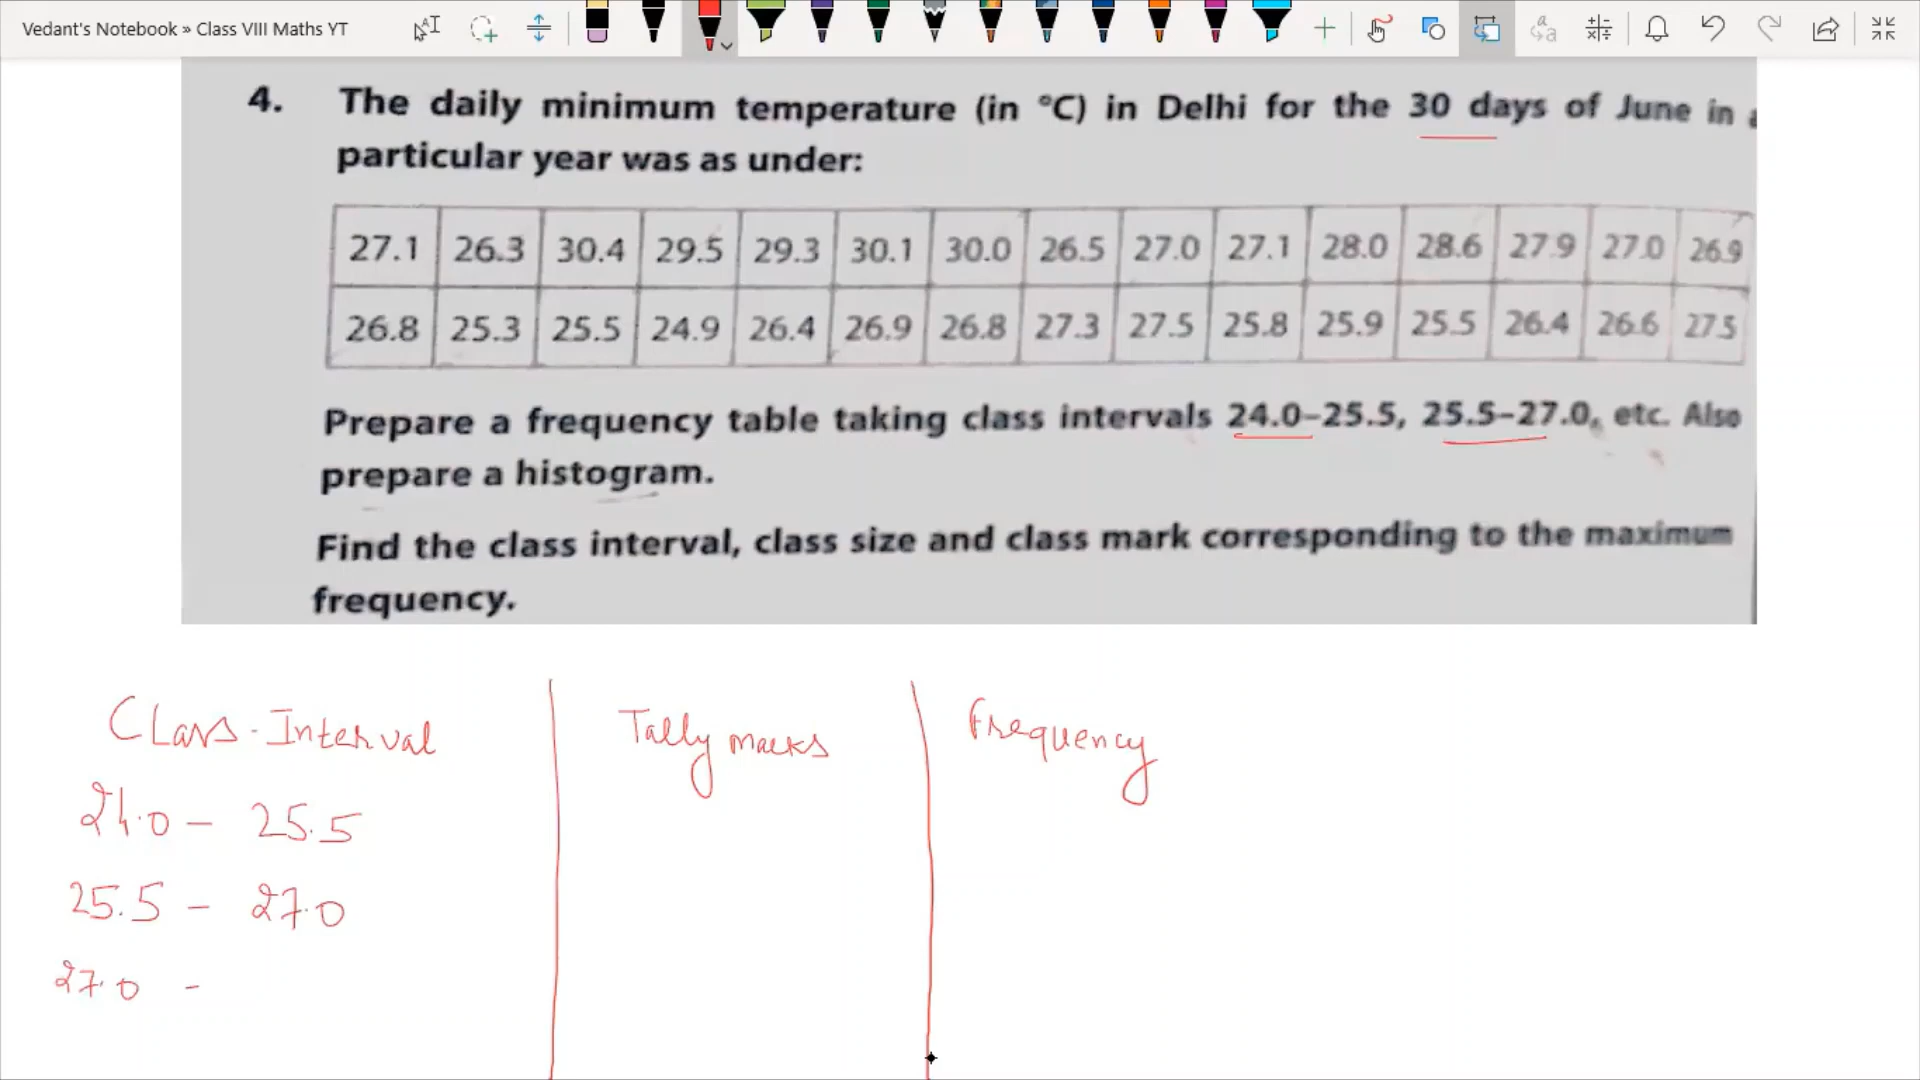 Vedant's Notebook » Class VIII Maths YT
4. The daily minimum temperature (in °C) in Delhi for the 30 days of June in a
particular year was as under:
27.1 26.3 30.4 29.5 29.3 30.1 30.0 26.5 27.0 27.1 28.0 28.6 27.9 27.0 26.9
26.8 25.3 25.5 24.9 26.4 26.9 26.8 27.3 27.5 25.8 25.9 25.5 26.4 26.6 27.5
Prepare a frequency table taking class intervals 24.0–25.5, 25.5–27.0, etc. Also
prepare a histogram.
Find the class interval, class size and class mark corresponding to the maximum
frequency.
Class-Interval Tally marks Frequency
24.0 – 25.5
25.5 – 27.0
27.0 -